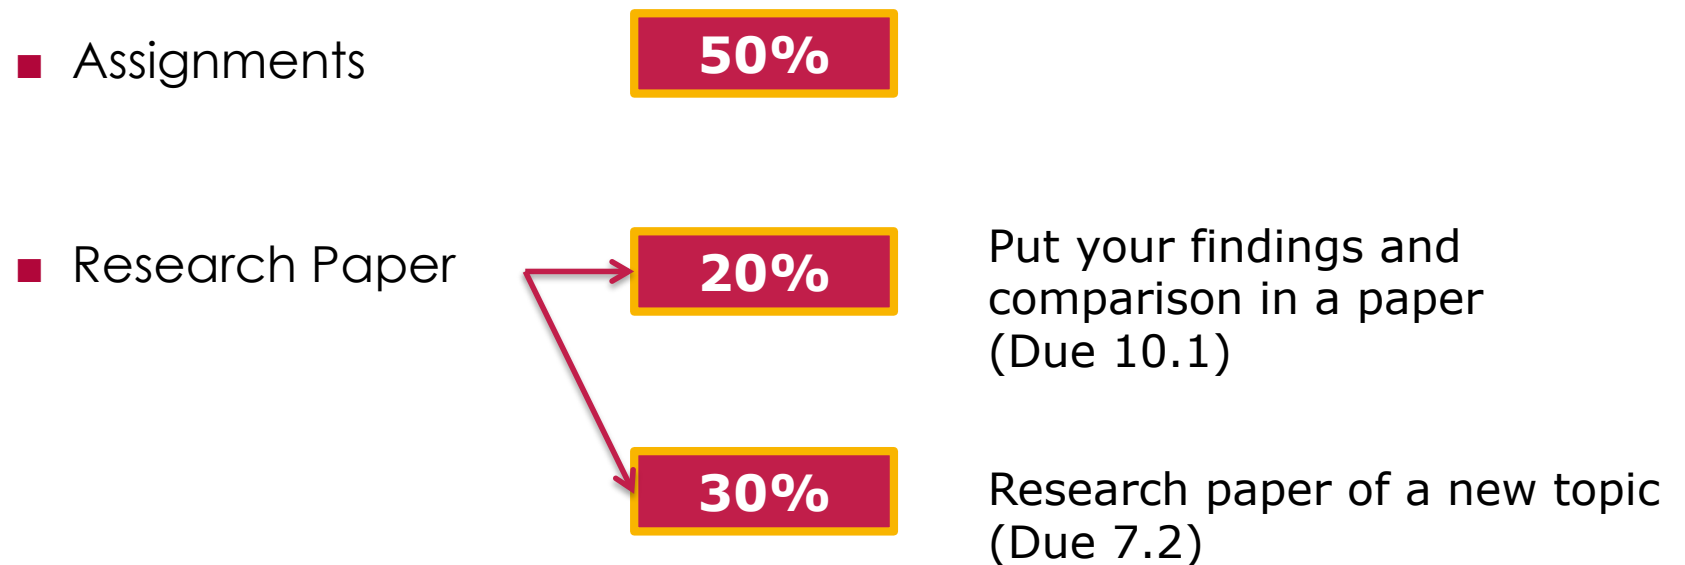 ■ Assignments
50%
■ Research Paper
20%
Put your findings and
comparison in a paper
(Due 10.1)
30%
Research paper of a new topic
(Due 7.2)